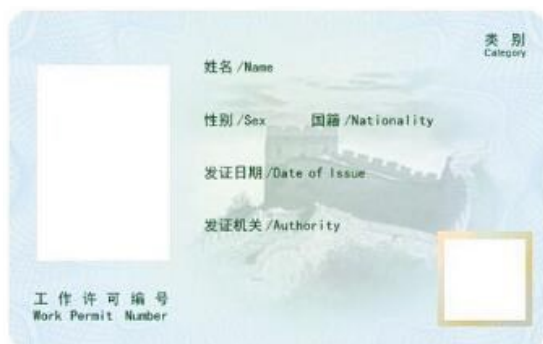 类 别
Category
姓名/Name
性别/Sex 国籍/Nationality
发证日期/Date of Issue
发证机关/Authority
工 作 许 可 编 号
Work Permit Number